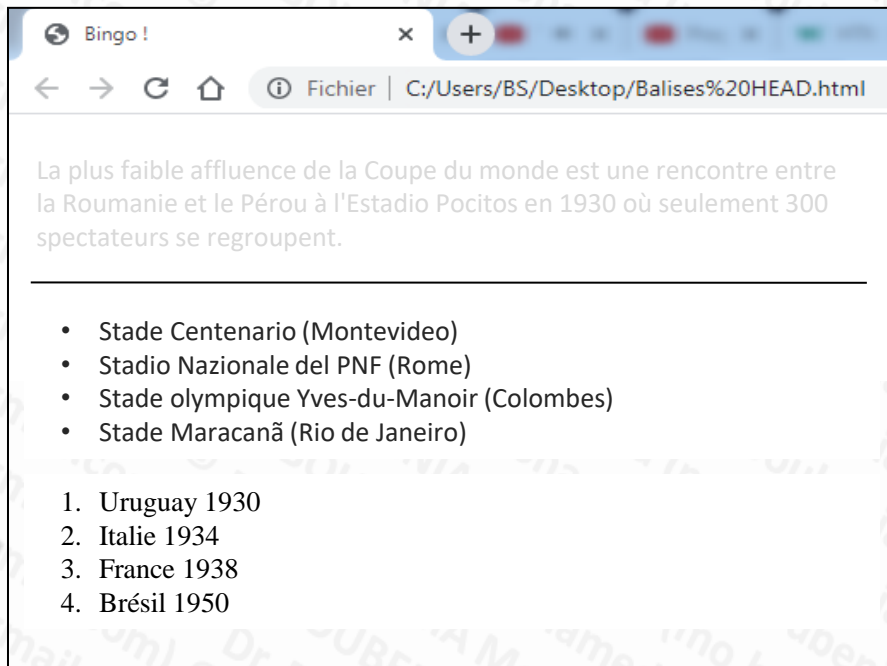 Bingo !
Fichier | C:/Users/BS/Desktop/Balises%20HEAD.html
La plus faible affluence de la Coupe du monde est une rencontre entre
la Roumanie et le Pérou à l'Estadio Pocitos en 1930 où seulement 300
spectateurs se regroupent.
• Stade Centenario (Montevideo)
• Stadio Nazionale del PNF (Rome)
• Stade olympique Yves-du-Manoir (Colombes)
• Stade Maracanã (Rio de Janeiro)
1. Uruguay 1930
2. Italie 1934
3. France 1938
4. Brésil 1950